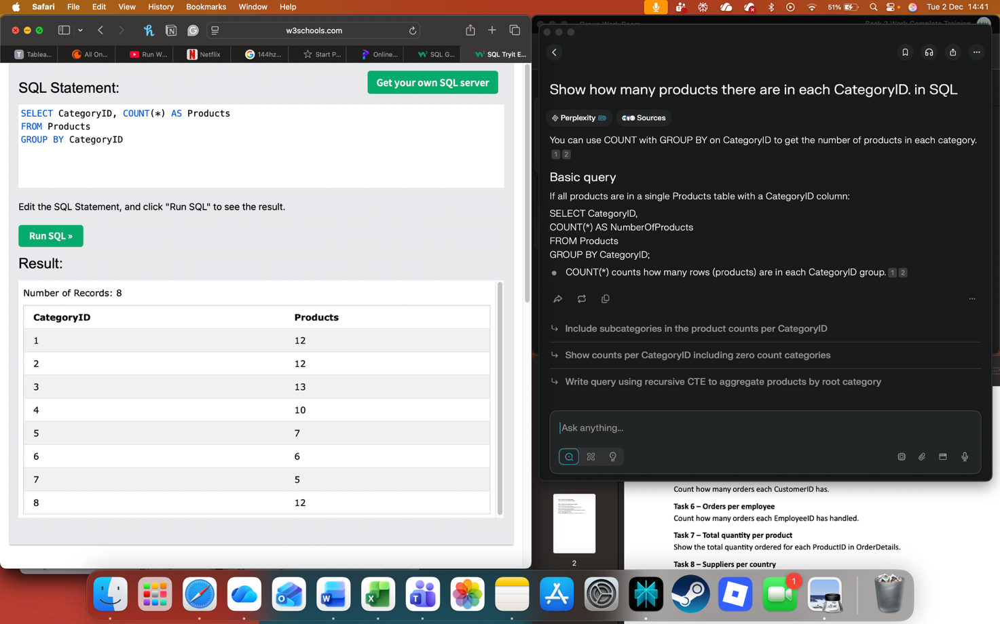 Safari File Edit View History Bookmarks Window Help 51% Tue 2 Dec 14:41
w3schools.com
Tablea... All On... Run W... Netflix 144hz... Start P... Online... SQL G... SQL Tryit E...
SQL Statement:
Get your own SQL server
SELECT CategoryID, COUNT(*) AS Products
FROM Products
GROUP BY CategoryID
Edit the SQL Statement, and click "Run SQL" to see the result.
Run SQL »
Result:
Number of Records: 8
CategoryID Products
1 12
2 12
3 13
4 10
5 7
6 6
7 5
8 12
Show how many products there are in each CategoryID. in SQL
Perplexity Sources
You can use COUNT with GROUP BY on CategoryID to get the number of products in each category.
1 2
Basic query
If all products are in a single Products table with a CategoryID column:
SELECT CategoryID,
COUNT(*) AS NumberOfProducts
FROM Products
GROUP BY CategoryID;
COUNT(*) counts how many rows (products) are in each CategoryID group. 1 2
Include subcategories in the product counts per CategoryID
Show counts per CategoryID including zero count categories
Write query using recursive CTE to aggregate products by root category
Ask anything...
2
Count how many orders each CustomerID has.
Task 6 – Orders per employee
Count how many orders each EmployeeID has handled.
Task 7 – Total quantity per product
Show the total quantity ordered for each ProductID in OrderDetails.
Task 8 – Suppliers per country
1